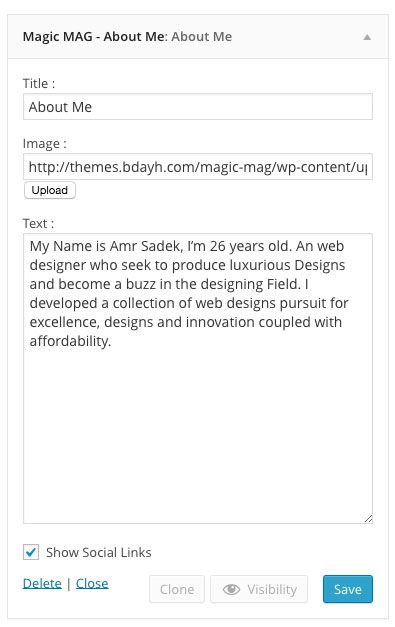 Magic MAG - About Me: About Me
Title :
About Me
Image :
http://themes.bdayh.com/magic-mag/wp-content/up
Upload
Text :
My Name is Amr Sadek, I’m 26 years old. An web
designer who seek to produce luxurious Designs
and become a buzz in the designing Field. I
developed a collection of web designs pursuit for
excellence, designs and innovation coupled with
affordability.
Show Social Links
Delete | Close Clone Visibility Save